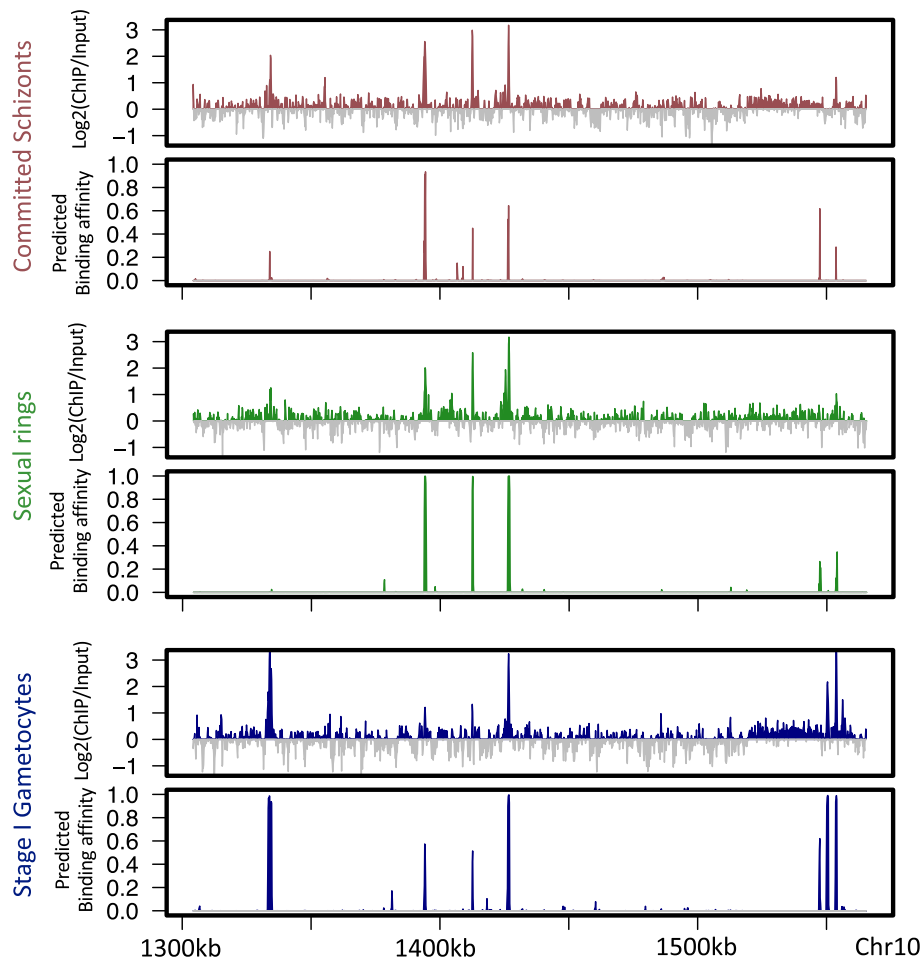 Committed Schizonts
Log2(ChIP/Input)
3
2
1
0
−1
Predicted
Binding affinity
1.0
0.8
0.6
0.4
0.2
0.0
Sexual rings
Log2(ChIP/Input)
3
2
1
0
−1
Predicted
Binding affinity
1.0
0.8
0.6
0.4
0.2
0.0
Stage I Gametocytes
Log2(ChIP/Input)
3
2
1
0
−1
Predicted
Binding affinity
1.0
0.8
0.6
0.4
0.2
0.0
1300kb 1400kb 1500kb Chr10